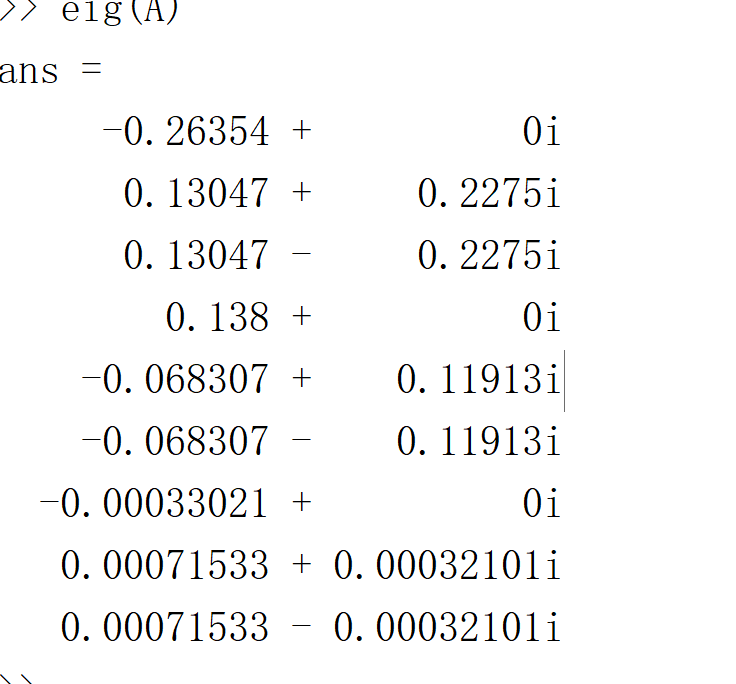 >> eig(A)
ans =
-0.26354 + 0i
0.13047 + 0.2275i
0.13047 - 0.2275i
0.138 + 0i
-0.068307 + 0.11913i
-0.068307 - 0.11913i
-0.00033021 + 0i
0.00071533 + 0.00032101i
0.00071533 - 0.00032101i
>>